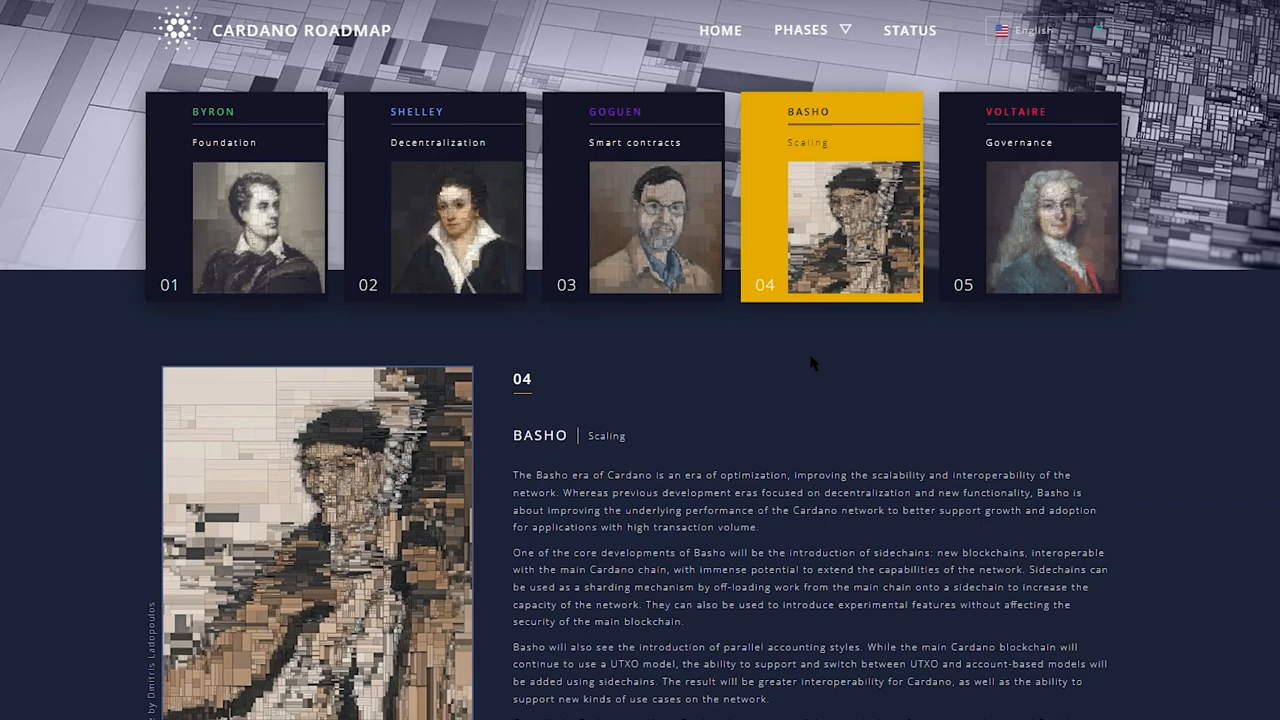 CARDANO ROADMAP
HOME
PHASES
STATUS
English
BYRON
Foundation
01
SHELLEY
Decentralization
02
GOGUEN
Smart contracts
03
BASHO
Scaling
04
VOLTAIRE
Governance
05
04
BASHO | Scaling
The Basho era of Cardano is an era of optimization, improving the scalability and interoperability of the
network. Whereas previous development eras focused on decentralization and new functionality, Basho is
about improving the underlying performance of the Cardano network to better support growth and adoption
for applications with high transaction volume.
One of the core developments of Basho will be the introduction of sidechains: new blockchains, interoperable
with the main Cardano chain, with immense potential to extend the capabilities of the network. Sidechains can
be used as a sharding mechanism by off-loading work from the main chain onto a sidechain to increase the
capacity of the network. They can also be used to introduce experimental features without affecting the
security of the main blockchain.
Basho will also see the introduction of parallel accounting styles. While the main Cardano blockchain will
continue to use a UTXO model, the ability to support and switch between UTXO and account-based models will
be added using sidechains. The result will be greater interoperability for Cardano, as well as the ability to
support new kinds of use cases on the network.
by Dmitris Ladopoulos